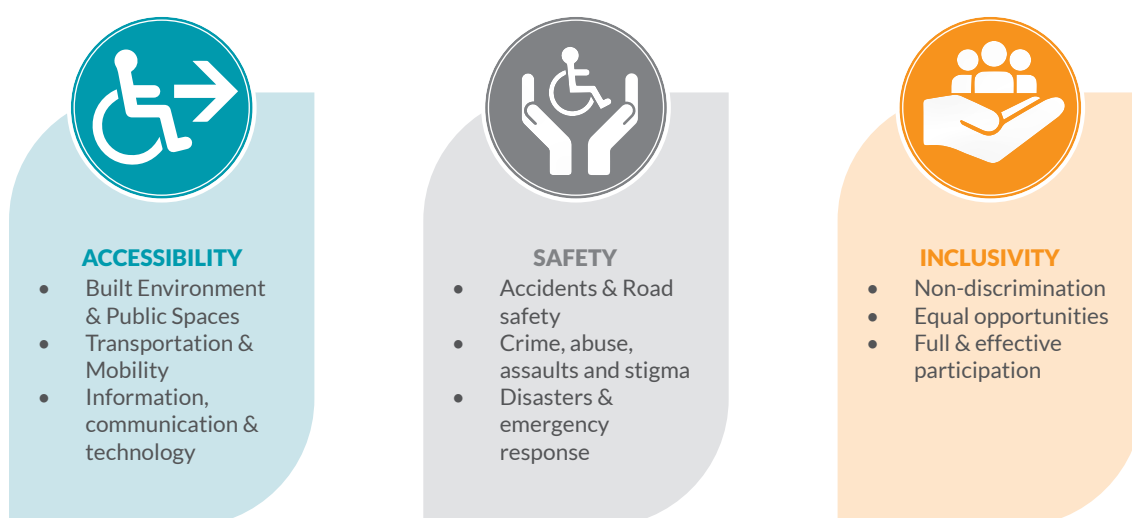 ACCESSIBILITY
• Built Environment
& Public Spaces
• Transportation &
Mobility
• Information,
communication &
technology
SAFETY
• Accidents & Road
safety
• Crime, abuse,
assaults and stigma
• Disasters &
emergency
response
INCLUSIVITY
• Non-discrimination
• Equal opportunities
• Full & effective
participation